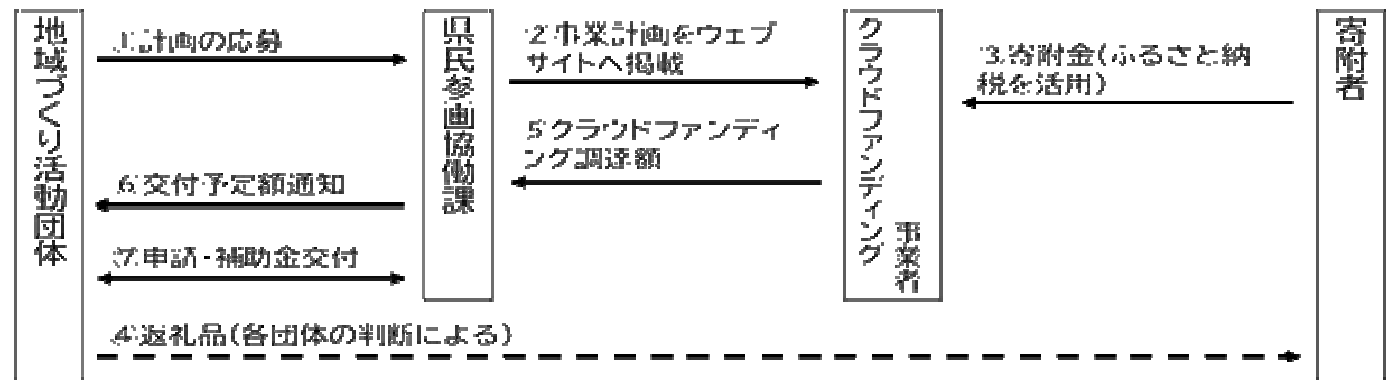 地域づくり活動団体
1.計画の応募
県民参画協働課
2.事業計画をウェブ
サイトへ掲載
クラウドファンディング
事業者
3.寄附金(ふるさと納
税を活用)
寄附者
5.クラウドファンディ
ング調達額
6.交付予定額通知
7.申請・補助金交付
4.返礼品(各団体の判断による)